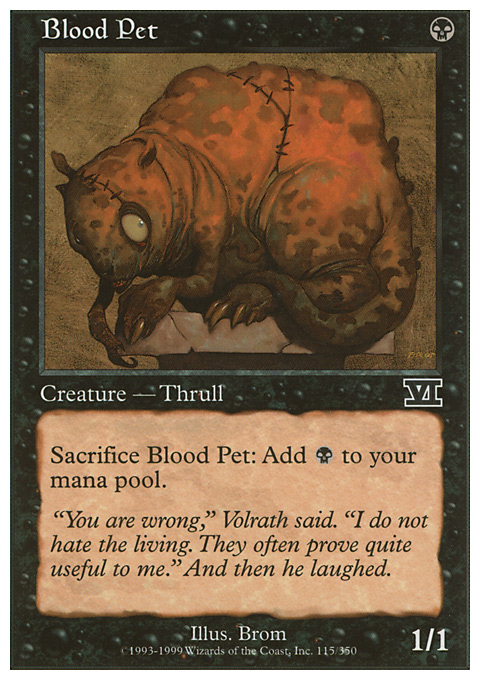 Blood Pet
Creature — Thrull
VI
Sacrifice Blood Pet: Add to your
mana pool.
“You are wrong,” Volrath said. “I do not
hate the living. They often prove quite
useful to me.” And then he laughed.
Illus. Brom
©1993-1999 Wizards of the Coast, Inc. 115/350
1/1